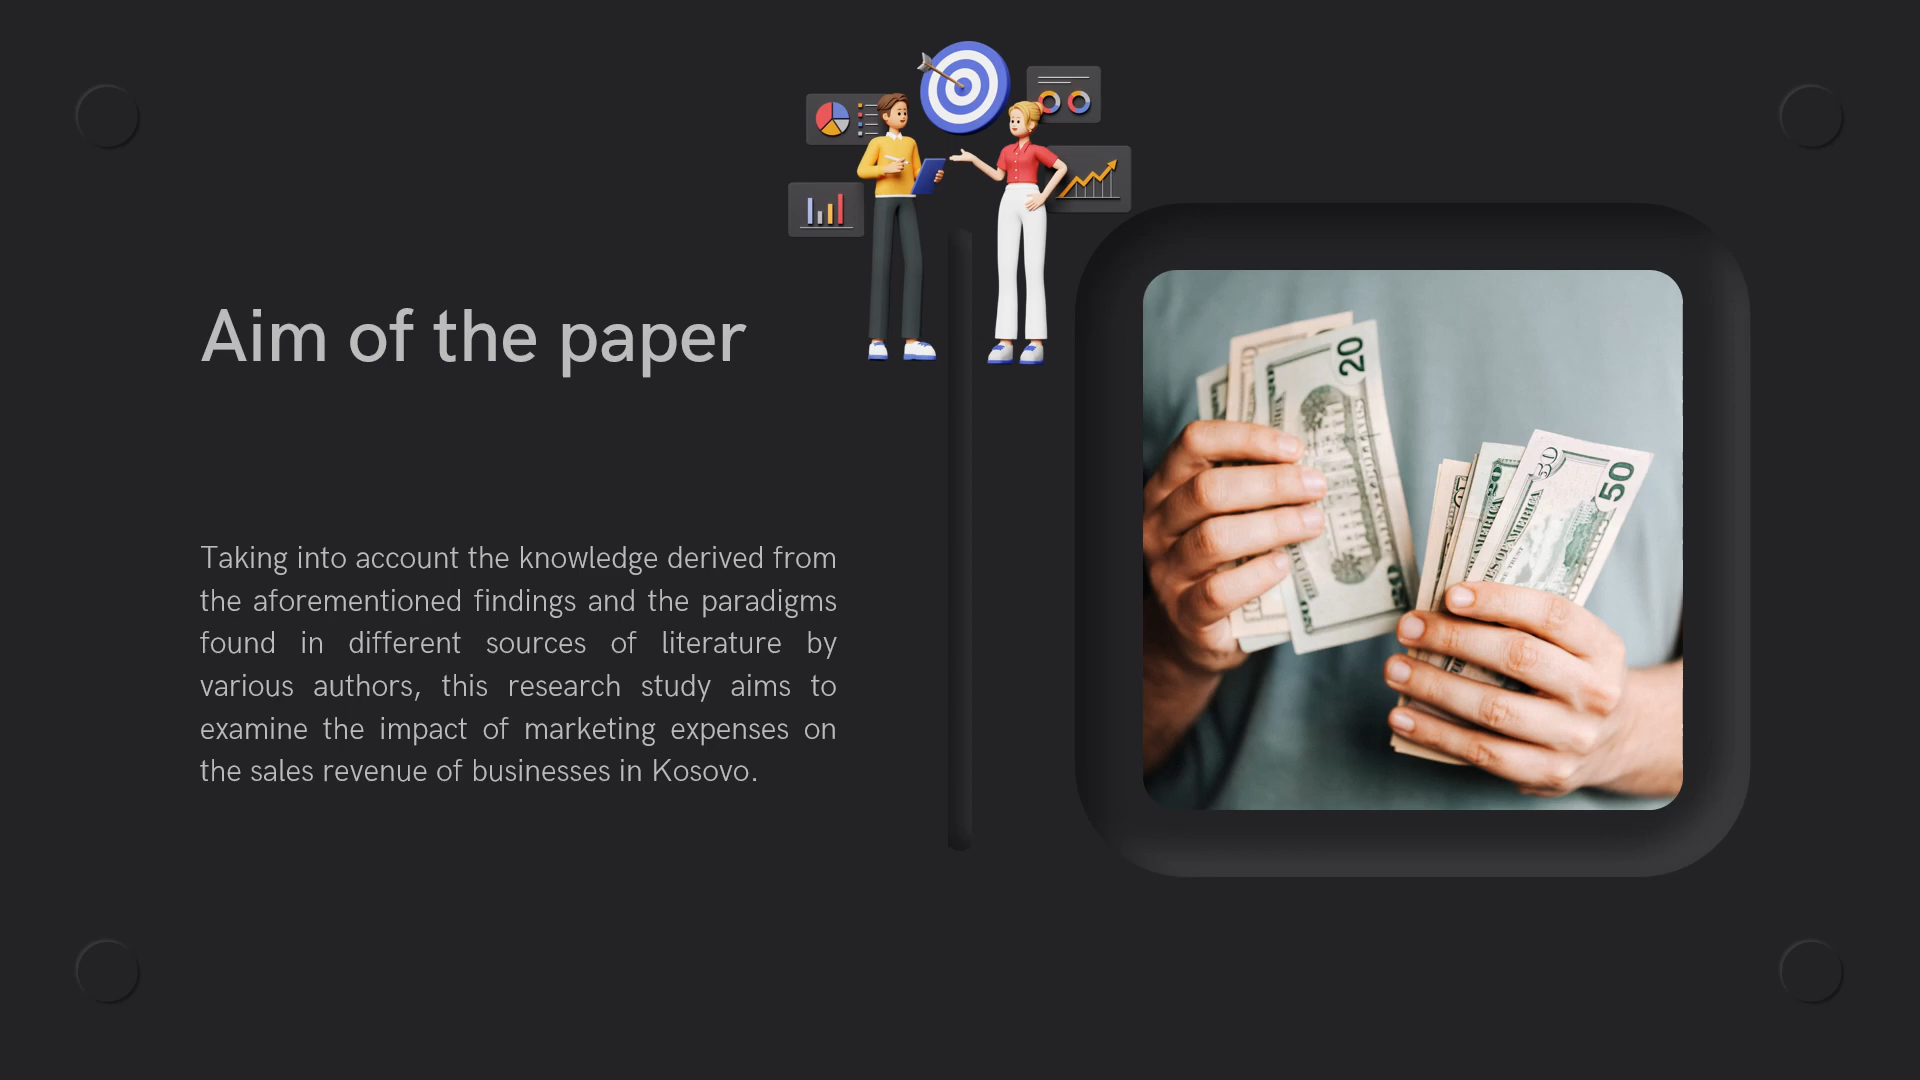 Aim of the paper
Taking into account the knowledge derived from
the aforementioned findings and the paradigms
found in different sources of literature by
various authors, this research study aims to
examine the impact of marketing expenses on
the sales revenue of businesses in Kosovo.
20
50